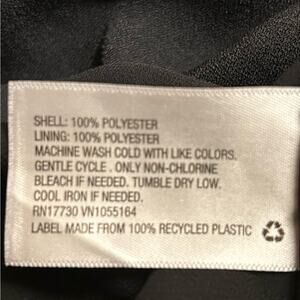 SHELL: 100% POLYESTER
LINING: 100% POLYESTER
MACHINE WASH COLD WITH LIKE COLORS.
GENTLE CYCLE . ONLY NON-CHLORINE
BLEACH IF NEEDED. TUMBLE DRY LOW.
COOL IRON IF NEEDED.
RN17730 VN1055164
LABEL MADE FROM 100% RECYCLED PLASTIC